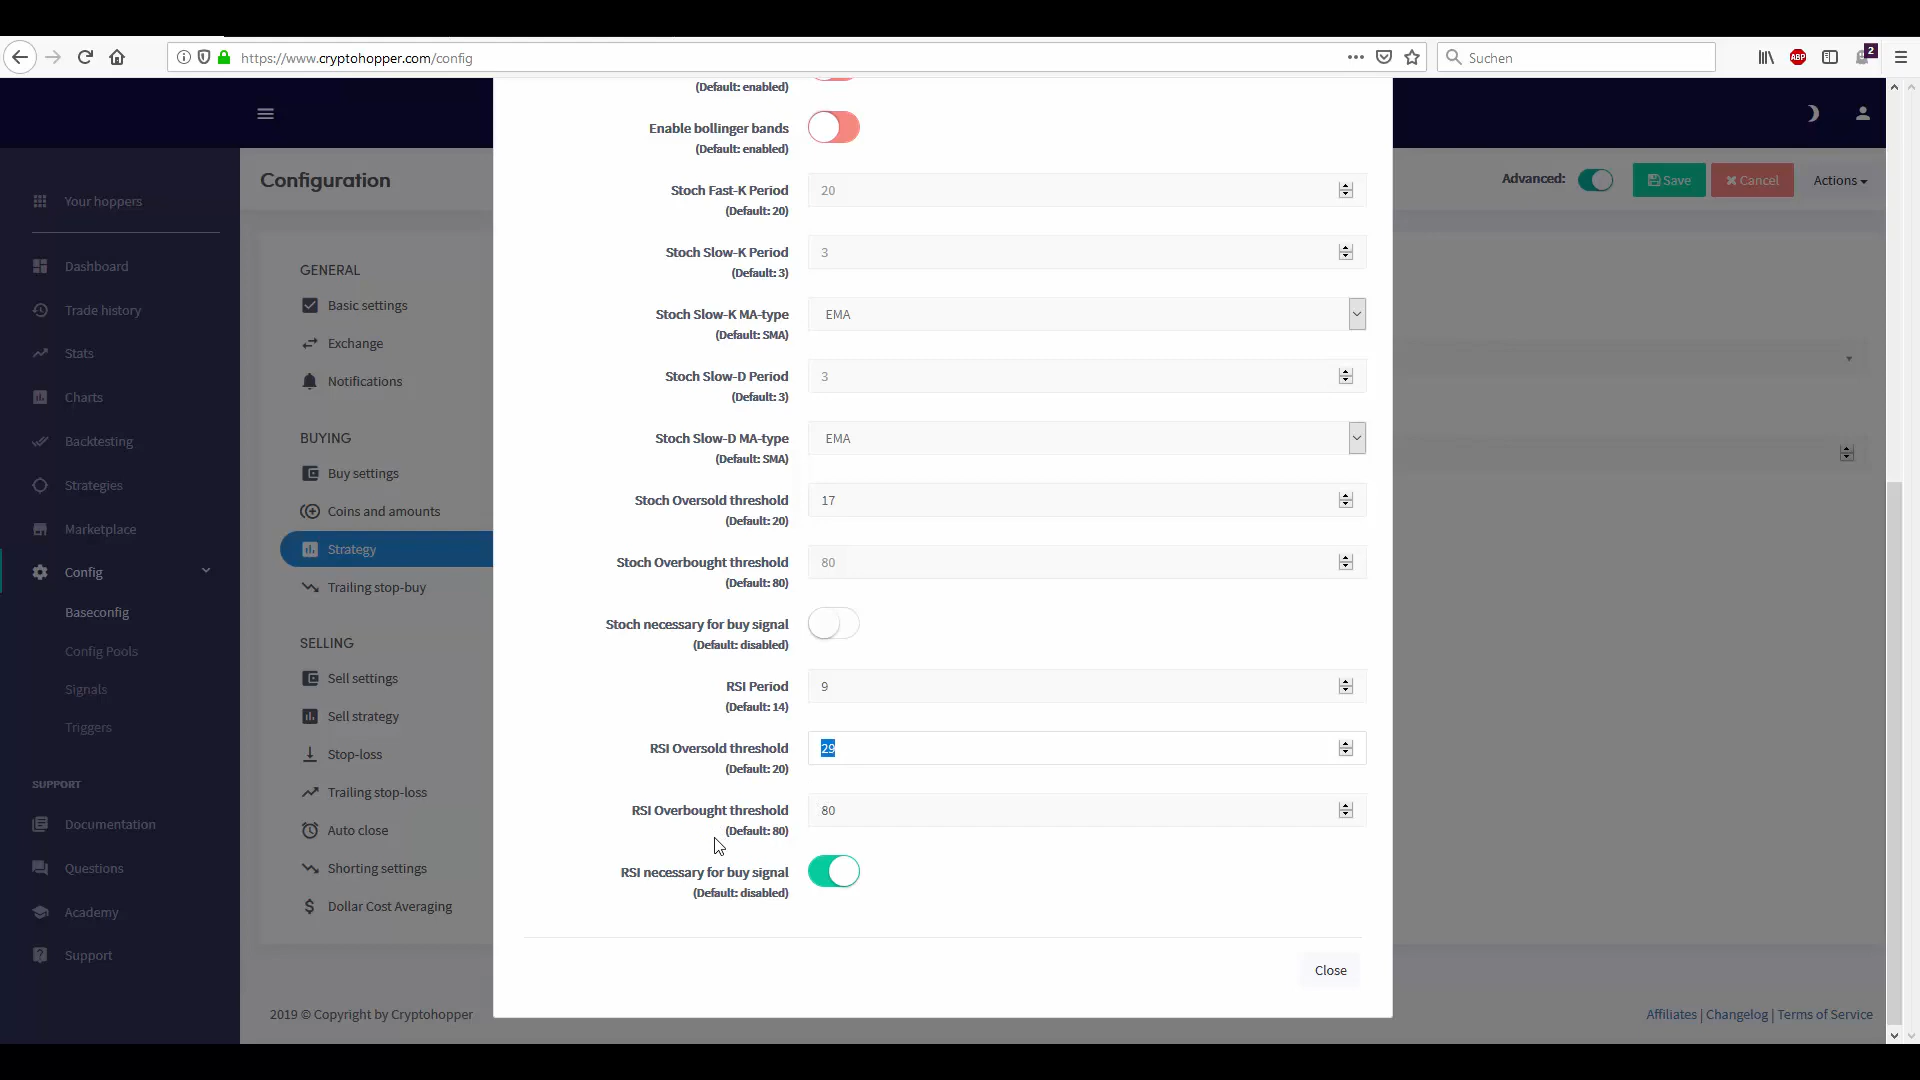 https://www.cryptohopper.com/config
Suchen
ABP
2
(Default: enabled)
Enable bollinger bands
(Default: enabled)
Configuration
Advanced:
Save
Cancel
Actions
Your hoppers
Stoch Fast-K Period
20
(Default: 20)
Stoch Slow-K Period
3
(Default: 3)
Stoch Slow-K MA-type
EMA
(Default: SMA)
Stoch Slow-D Period
3
(Default: 3)
Stoch Slow-D MA-type
EMA
(Default: SMA)
Stoch Oversold threshold
17
(Default: 20)
Stoch Overbought threshold
80
(Default: 80)
Stoch necessary for buy signal
(Default: disabled)
RSI Period
9
(Default: 14)
RSI Oversold threshold
29
(Default: 20)
RSI Overbought threshold
80
(Default: 80)
RSI necessary for buy signal
(Default: disabled)
Close
Dashboard
Trade history
Stats
Charts
Backtesting
Strategies
Marketplace
Config
Baseconfig
Config Pools
Signals
Triggers
SUPPORT
Documentation
Questions
Academy
Support
GENERAL
Basic settings
Exchange
Notifications
BUYING
Buy settings
Coins and amounts
Strategy
Trailing stop-buy
SELLING
Sell settings
Sell strategy
Stop-loss
Trailing stop-loss
Auto close
Shorting settings
Dollar Cost Averaging
2019 © Copyright by Cryptohopper
Affiliates | Changelog | Terms of Service